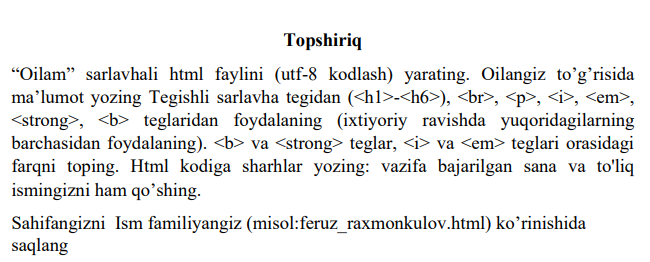 Topshiriq
“Oilam” sarlavhali html faylini (utf-8 kodlash) yarating. Oilangiz to’g’risida
ma’lumot yozing Tegishli sarlavha tegidan (<h1>-<h6>), <br>, <p>, <i>, <em>,
<strong>, <b> teglaridan foydalaning (ixtiyoriy ravishda yuqoridagilarning
barchasidan foydalaning). <b> va <strong> teglar, <i> va <em> teglari orasidagi
farqni toping. Html kodiga sharhlar yozing: vazifa bajarilgan sana va to'liq
ismingizni ham qo’shing.
Sahifangizni Ism familiyangiz (misol:feruz_raxmonkulov.html) ko’rinishida
saqlang